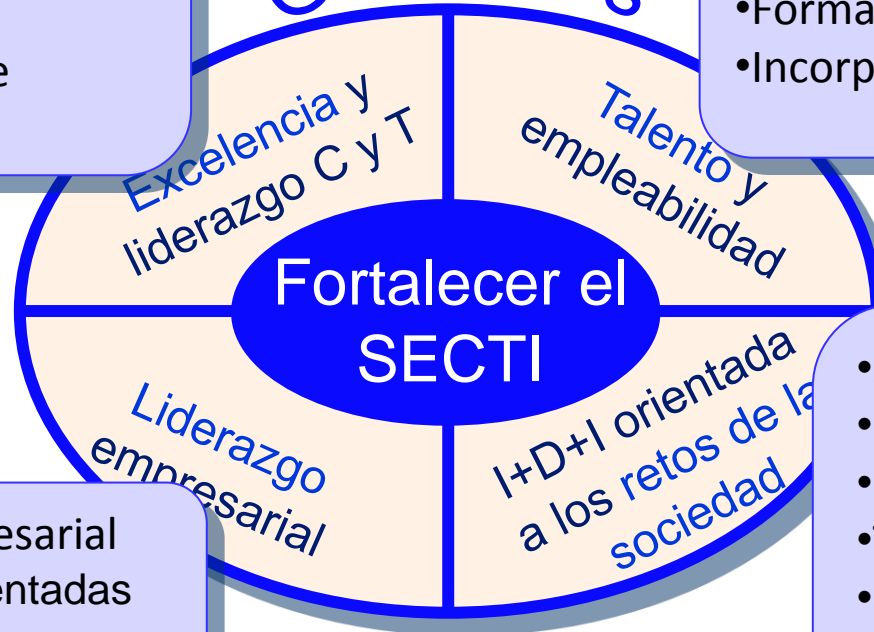 e
•Forma
•Incorp
Excelencia y
liderazgo C y T
Talento y
empleabilidad
Fortalecer el
SECTI
Liderazgo
empresarial
I+D+I orientada
a los retos de la
sociedad
esarial
entadas